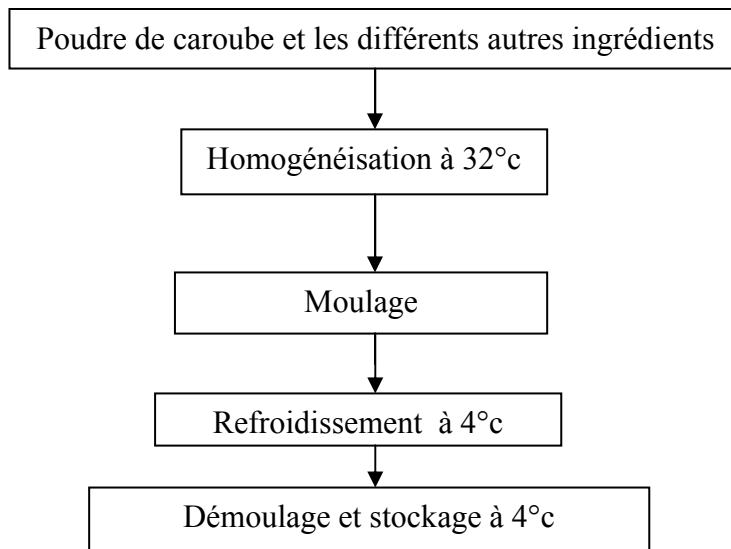 Poudre de caroube et les différents autres ingrédients
Homogénéisation à 32°c
Moulage
Refroidissement à 4°c
Démoulage et stockage à 4°c